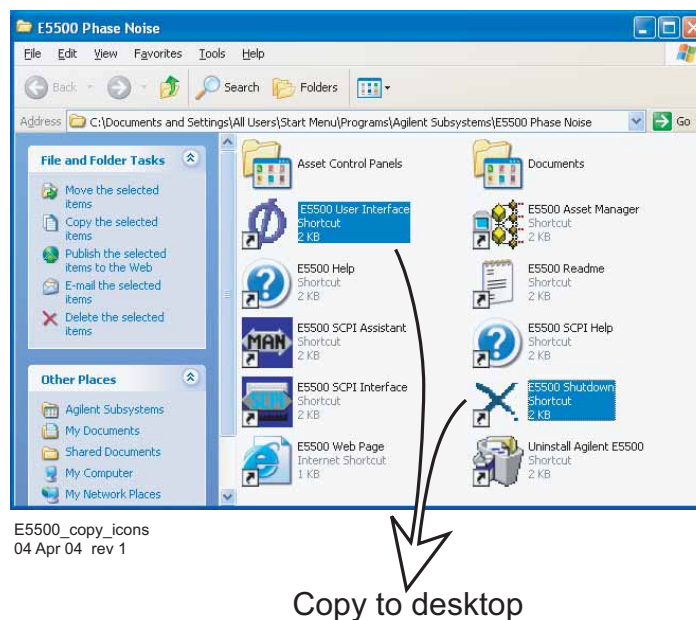 E5500 Phase Noise
File Edit View Favorites Tools Help
Back Search Folders
Address C:\Documents and Settings\All Users\Start Menu\Programs\Agilent Subsystems\E5500 Phase Noise Go
File and Folder Tasks
Move the selected
items
Copy the selected
items
Publish the selected
items to the Web
E-mail the selected
items
Delete the selected
items
Other Places
Agilent Subsystems
My Documents
Shared Documents
My Computer
My Network Places
Asset Control Panels
Documents
E5500 User Interface
Shortcut
2 KB
E5500 Asset Manager
Shortcut
2 KB
E5500 Help
Shortcut
2 KB
E5500 Readme
Shortcut
2 KB
MAN
E5500 SCPI Assistant
Shortcut
2 KB
E5500 SCPI Help
Shortcut
2 KB
SCPI
E5500 SCPI Interface
Shortcut
2 KB
E5500 Shutdown
Shortcut
2 KB
E5500 Web Page
Internet Shortcut
1 KB
Uninstall Agilent E5500
Shortcut
2 KB
E5500_copy_icons
04 Apr 04 rev 1
Copy to desktop